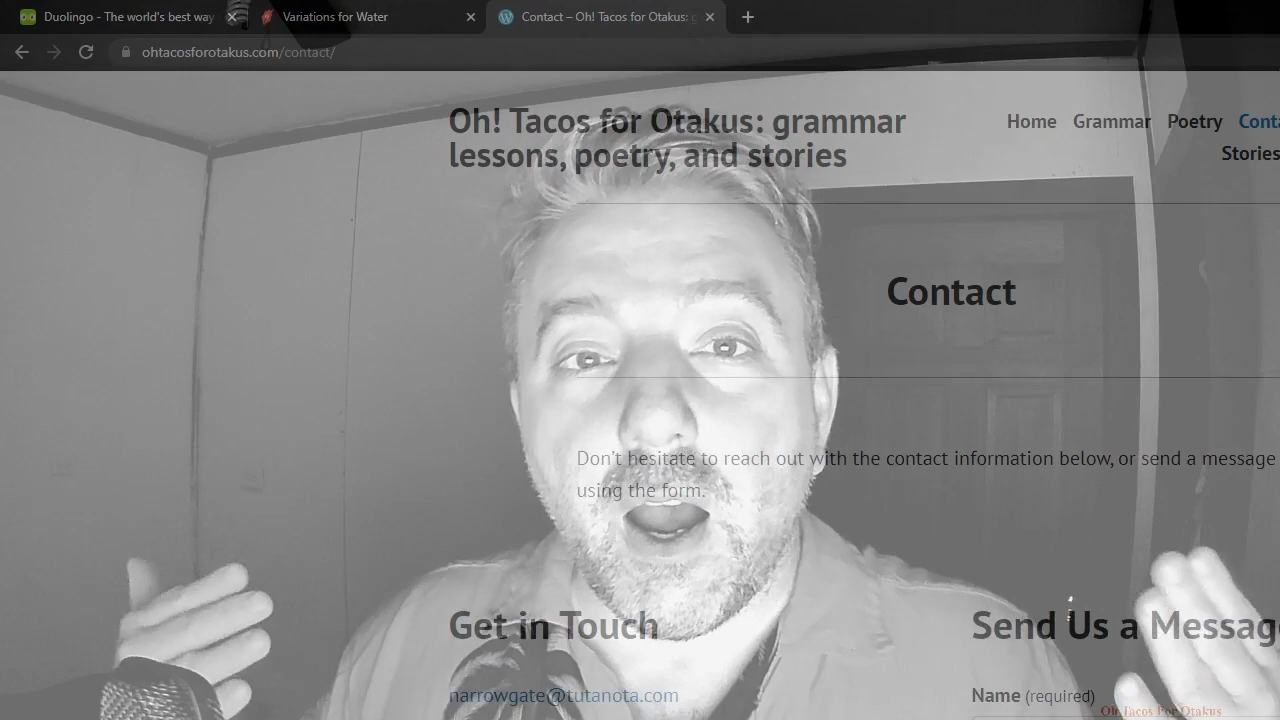 Duolingo - The world's best way
Variations for Water
Contact – Oh! Tacos for Otakus: g
ohtacosforotakus.com/contact/
Oh! Tacos for Otakus: grammar
lessons, poetry, and stories
Home Grammar Poetry Conta
Stories
Contact
Don't hesitate to reach out with the contact information below, or send a message
using the form.
Get in Touch
Send Us a Messag
narrowgate@tutanota.com
Name (required)
Oh! Tacos For Otakus